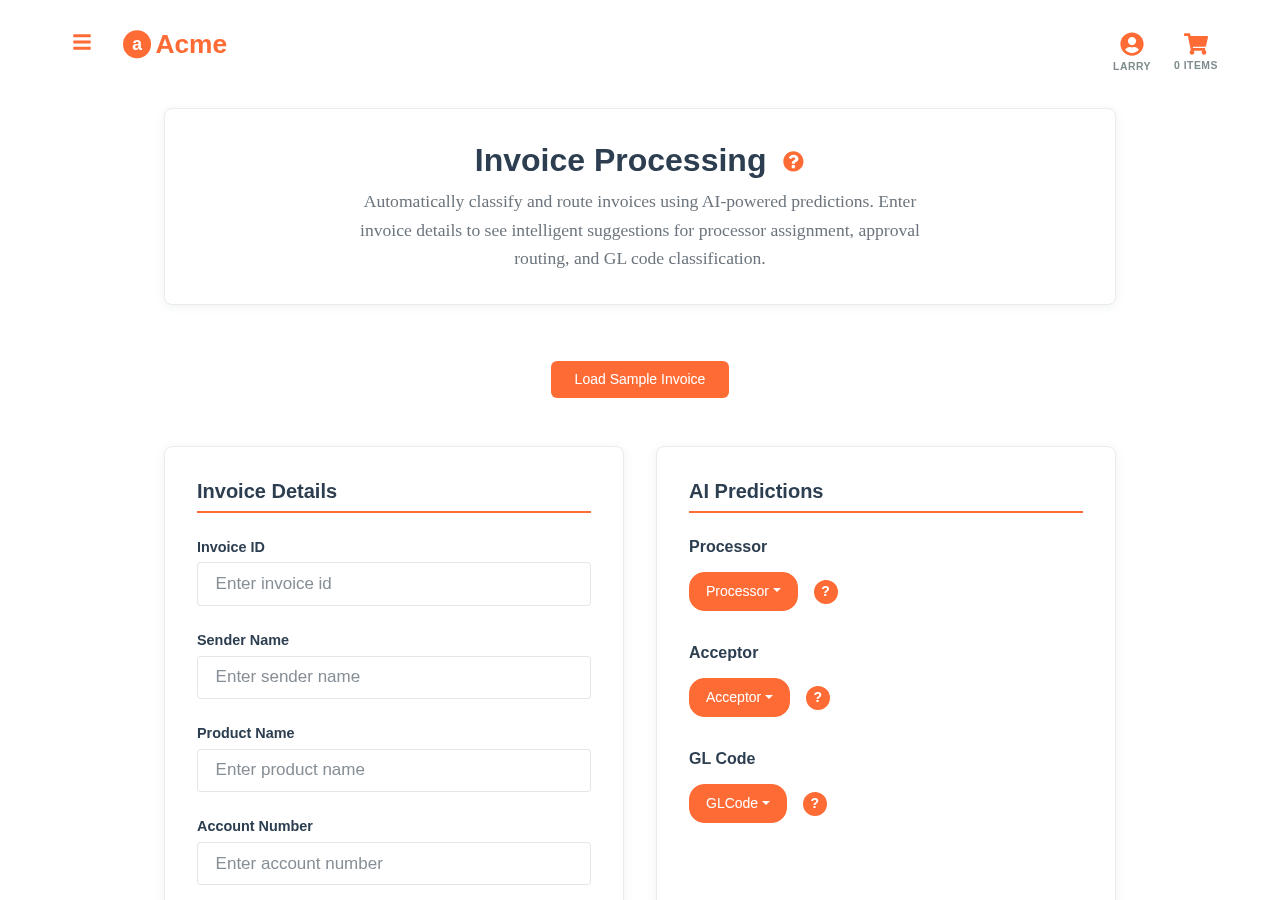 a Acme
LARRY
0 ITEMS
Invoice Processing ?
Automatically classify and route invoices using AI-powered predictions. Enter
invoice details to see intelligent suggestions for processor assignment, approval
routing, and GL code classification.
Load Sample Invoice
Invoice Details
Invoice ID
Enter invoice id
Sender Name
Enter sender name
Product Name
Enter product name
Account Number
Enter account number
AI Predictions
Processor
Processor ?
Acceptor
Acceptor ?
GL Code
GLCode ?